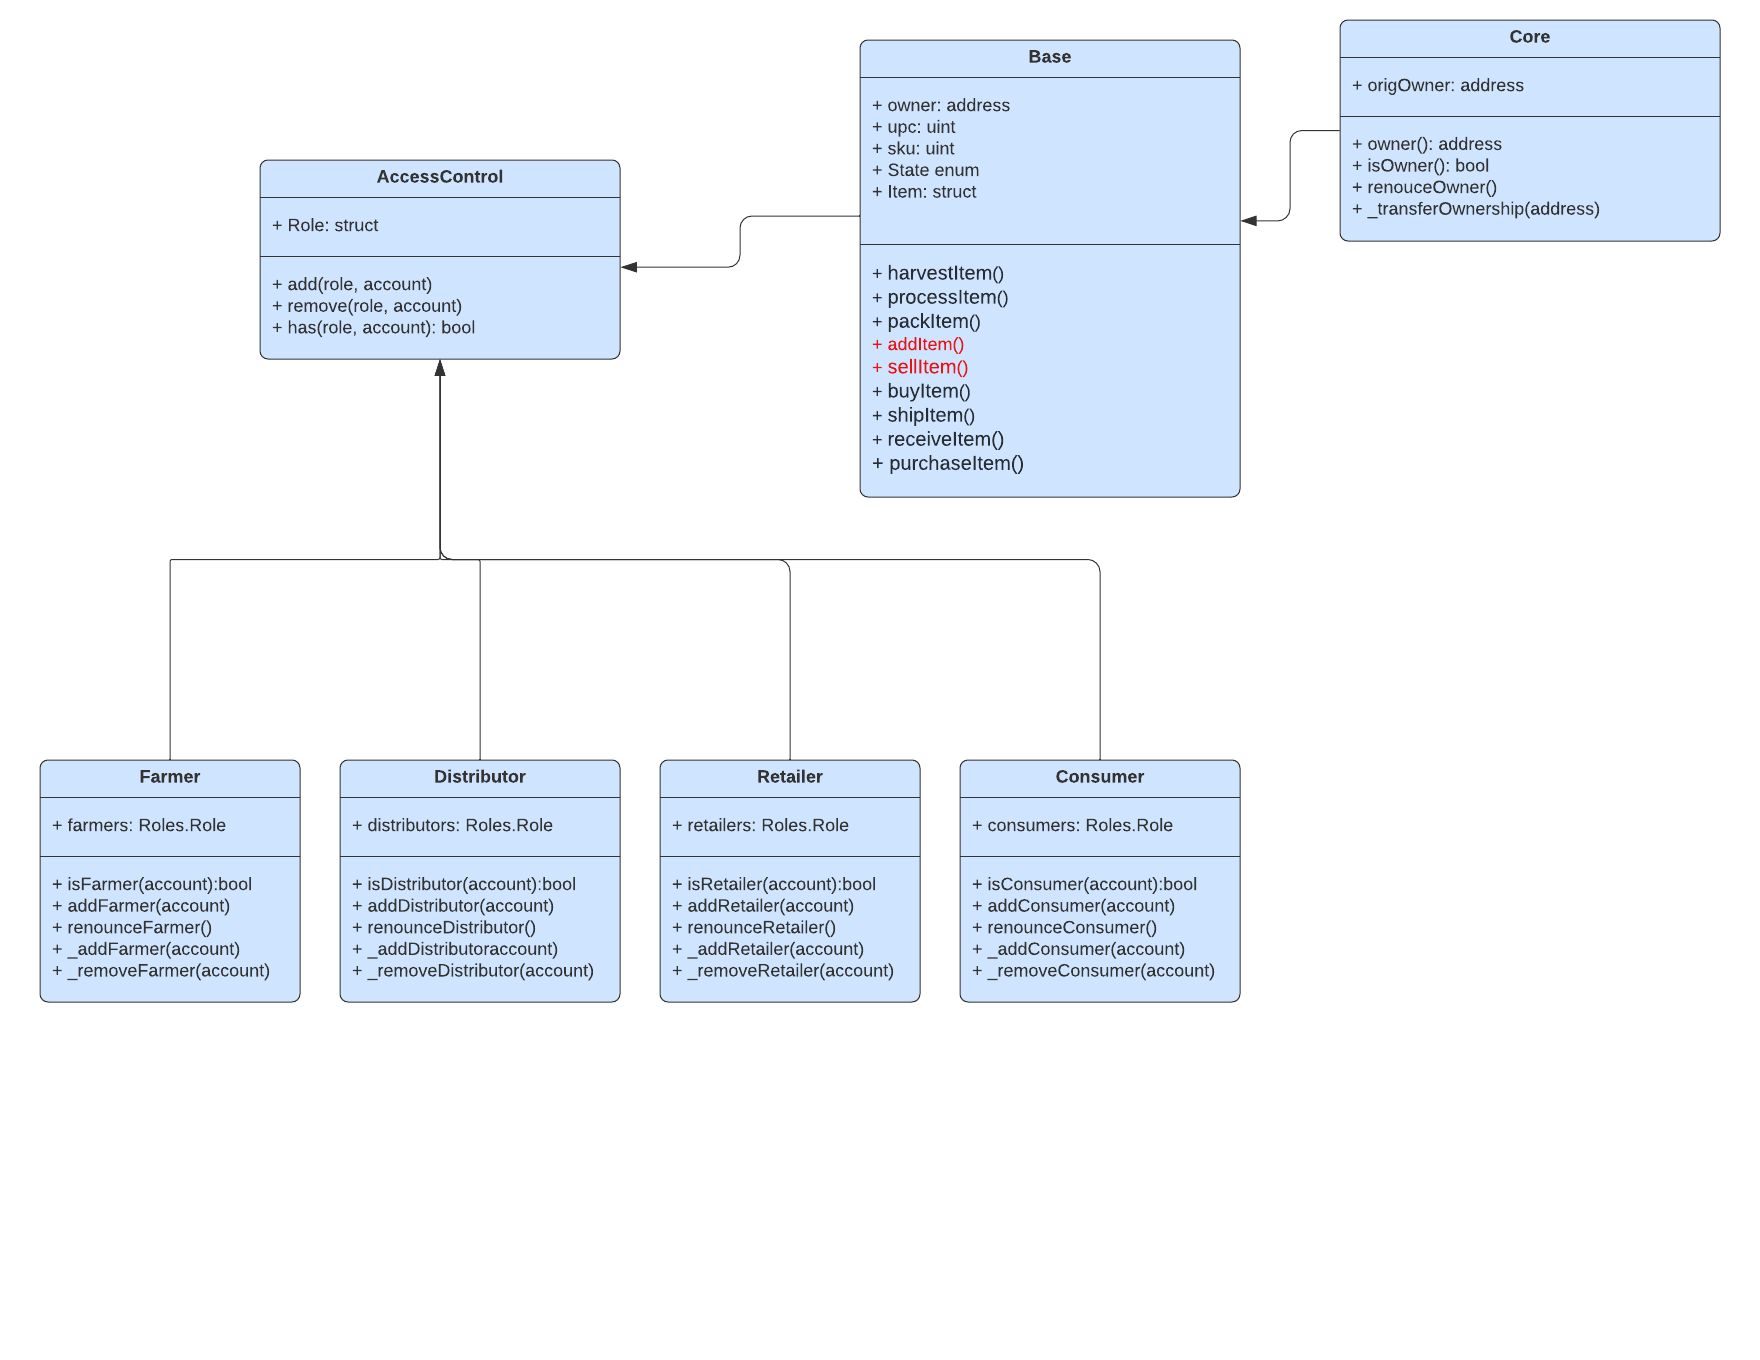 Core
+ origOwner: address
+ owner(): address
+ isOwner(): bool
+ renouceOwner()
+ _transferOwnership(address)
Base
+ owner: address
+ upc: uint
+ sku: uint
+ State enum
+ Item: struct
+ harvestItem()
+ processItem()
+ packItem()
+ addItem()
+ sellItem()
+ buyItem()
+ shipItem()
+ receiveItem()
+ purchaseItem()
AccessControl
+ Role: struct
+ add(role, account)
+ remove(role, account)
+ has(role, account): bool
Farmer
+ farmers: Roles.Role
+ isFarmer(account):bool
+ addFarmer(account)
+ renounceFarmer()
+ _addFarmer(account)
+ _removeFarmer(account)
Distributor
+ distributors: Roles.Role
+ isDistributor(account):bool
+ addDistributor(account)
+ renounceDistributor()
+ _addDistributoraccount)
+ _removeDistributor(account)
Retailer
+ retailers: Roles.Role
+ isRetailer(account):bool
+ addRetailer(account)
+ renounceRetailer()
+ _addRetailer(account)
+ _removeRetailer(account)
Consumer
+ consumers: Roles.Role
+ isConsumer(account):bool
+ addConsumer(account)
+ renounceConsumer()
+ _addConsumer(account)
+ _removeConsumer(account)